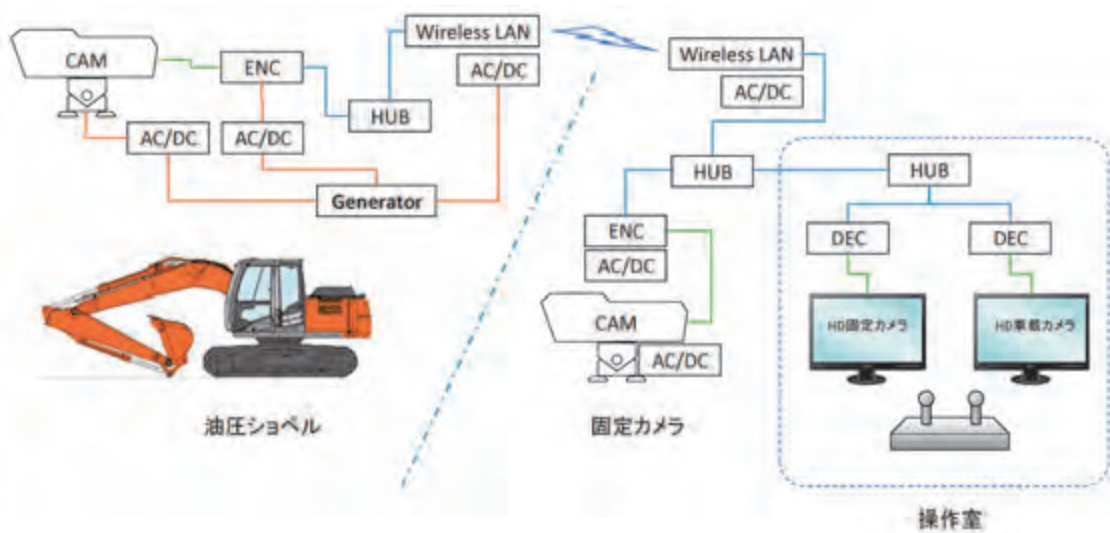 CAM
ENC
Wireless LAN
AC/DC
HUB
AC/DC
AC/DC
Generator
油圧ショベル
Wireless LAN
AC/DC
HUB
ENC
AC/DC
CAM
AC/DC
固定カメラ
HUB
DEC
DEC
HD固定カメラ
HD車載カメラ
操作室